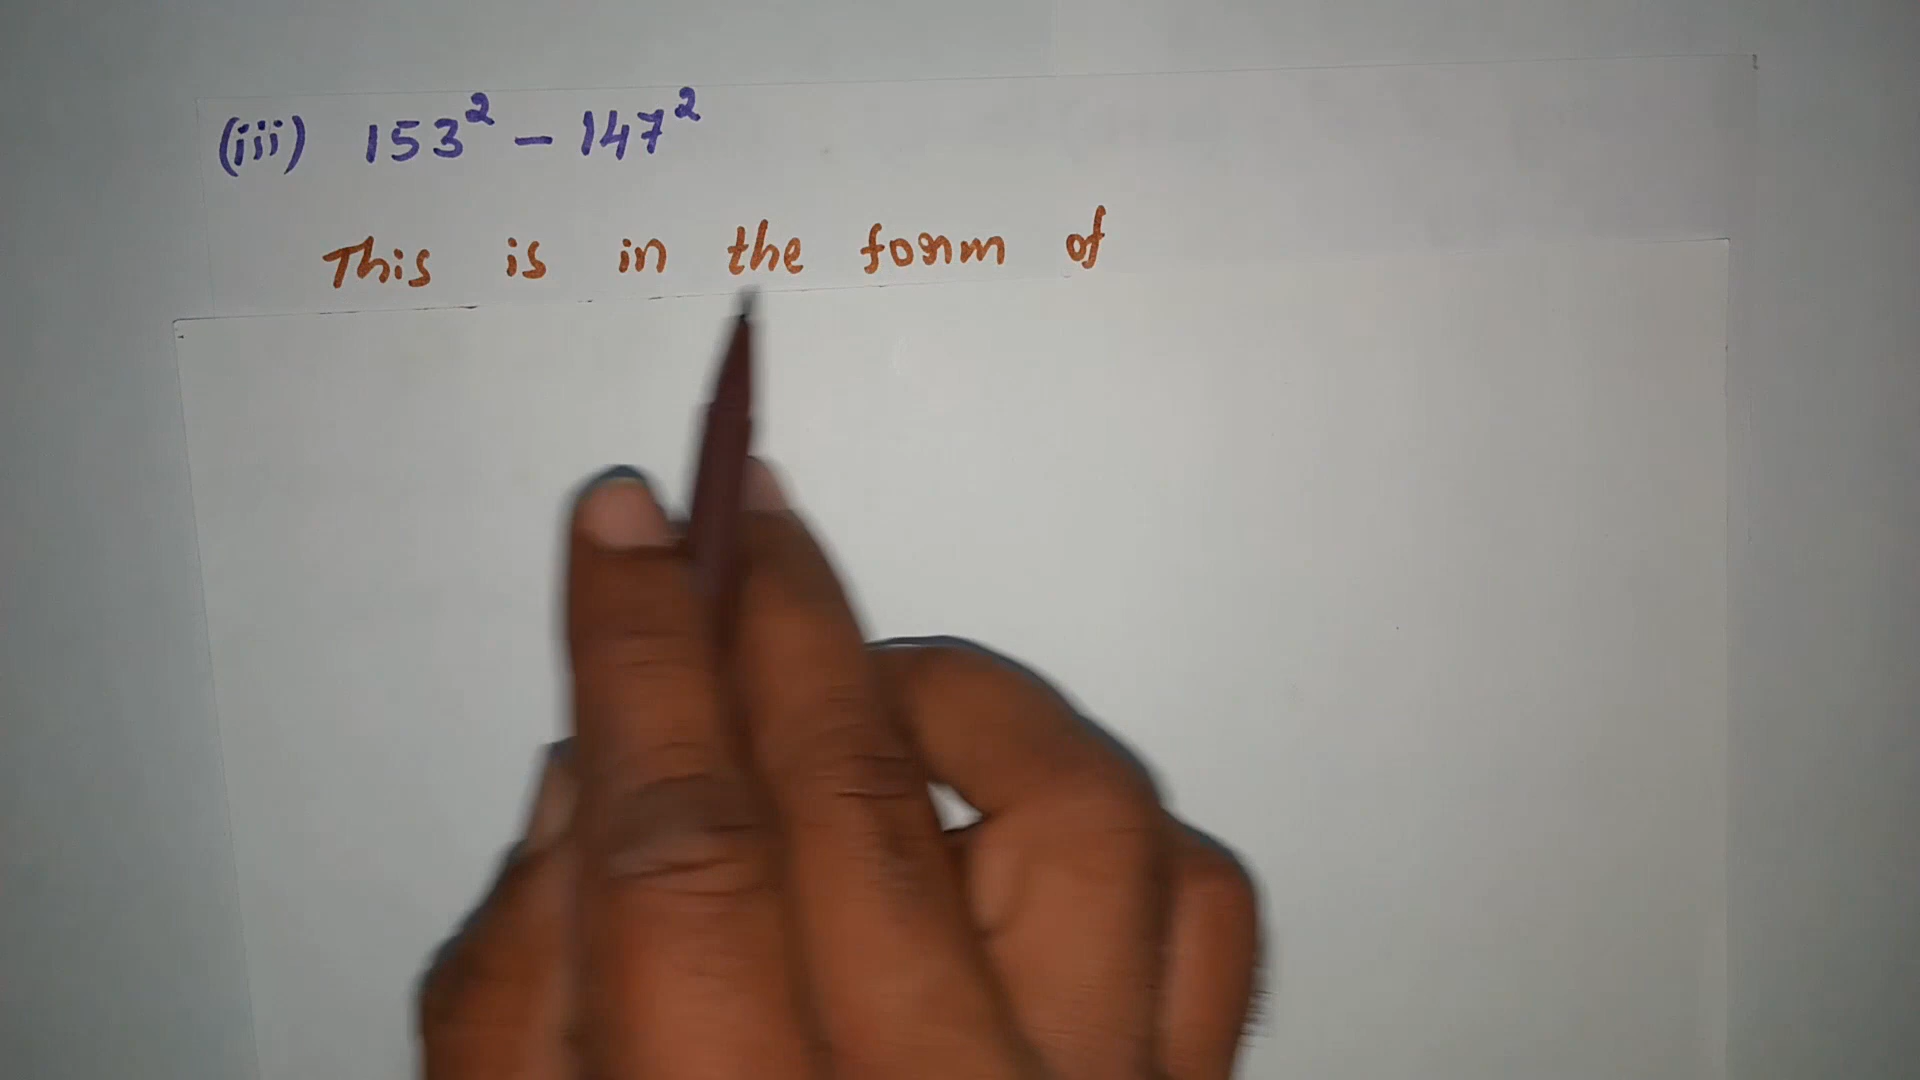 (iii) 153² - 147²
This is in the form of